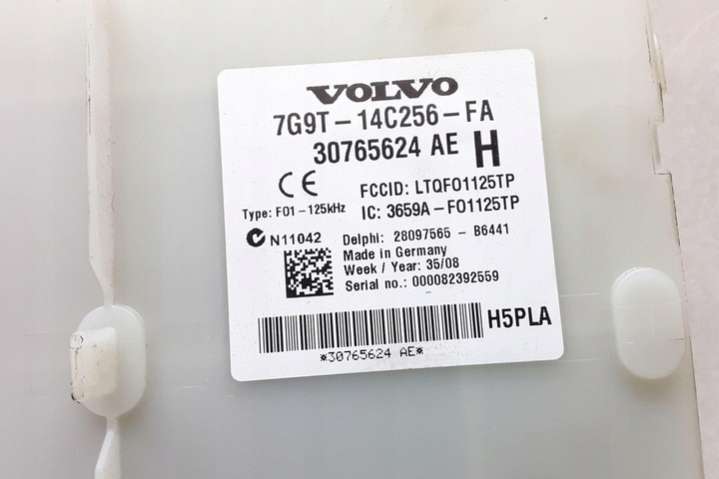 VOLVO
7G9T-14C256-FA
30765624 AE H
CE FCCID: LTQFO1125TP
Type: F01-125kHz IC: 3659A-FO1125TP
N11042 Delphi: 28097565 - B6441
Made in Germany
Week / Year: 35/08
Serial no.: 000082392559
H5PLA
*30765624 AE*